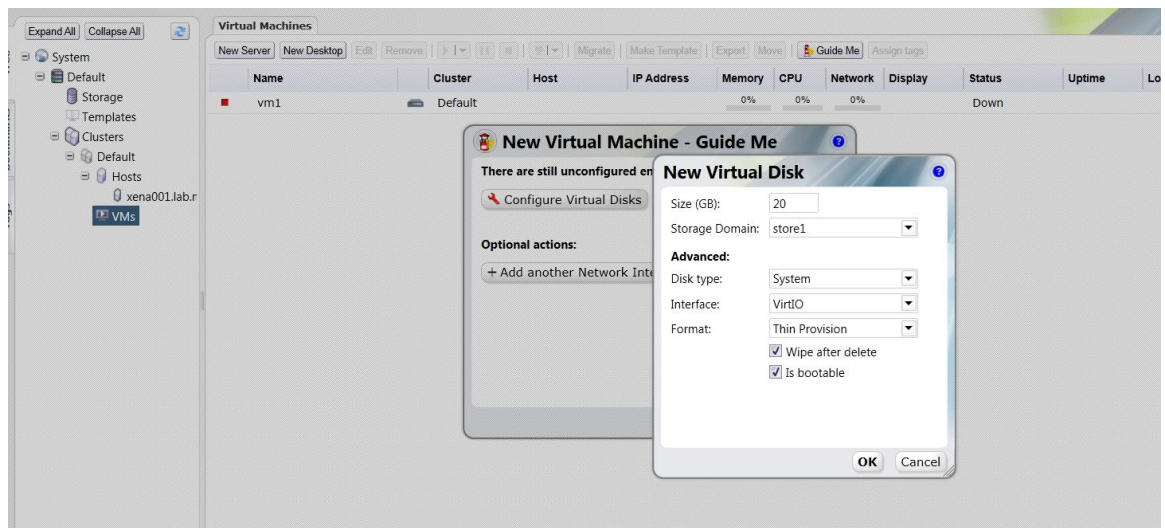 Expand All Collapse All
System
Default
Storage
Templates
Clusters
Default
Hosts
xena001.lab.r
VMs
Virtual Machines
New Server New Desktop Edit Remove Migrate Make Template Export Move Guide Me Assign tags
Name Cluster Host IP Address Memory CPU Network Display Status Uptime Lo
vm1 Default 0% 0% 0% Down
New Virtual Machine - Guide Me
There are still unconfigured en
Configure Virtual Disks
Optional actions:
+ Add another Network Inte
New Virtual Disk
Size (GB): 20
Storage Domain: store1
Advanced:
Disk type: System
Interface: VirtIO
Format: Thin Provision
Wipe after delete
Is bootable
OK Cancel